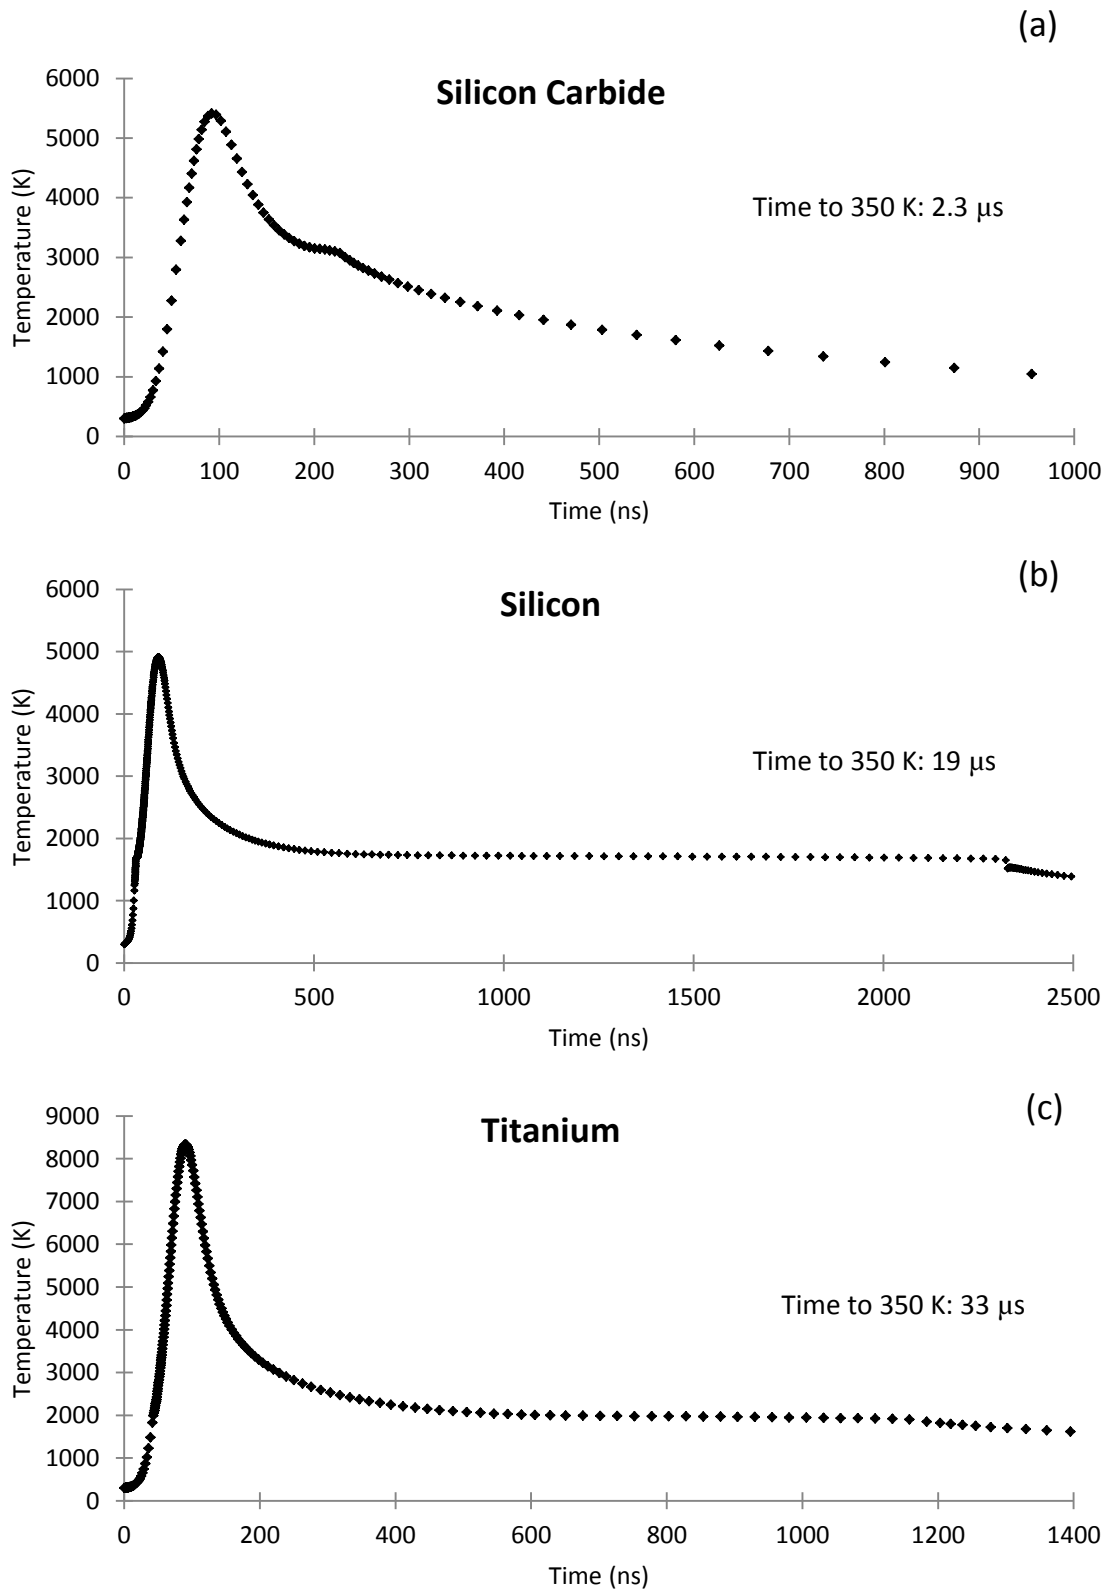 (a)
Silicon Carbide
6000
5000
4000
3000
2000
1000
0
Temperature (K)
Time to 350 K: 2.3 μs
0 100 200 300 400 500 600 700 800 900 1000
Time (ns)
(b)
Silicon
6000
5000
4000
3000
2000
1000
0
Temperature (K)
Time to 350 K: 19 μs
0 500 1000 1500 2000 2500
Time (ns)
(c)
Titanium
9000
8000
7000
6000
5000
4000
3000
2000
1000
0
Temperature (K)
Time to 350 K: 33 μs
0 200 400 600 800 1000 1200 1400
Time (ns)